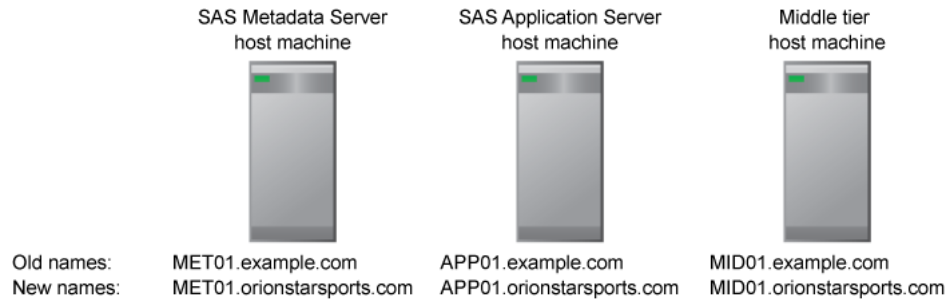 SAS Metadata Server
host machine
SAS Application Server
host machine
Middle tier
host machine
Old names: MET01.example.com APP01.example.com MID01.example.com
New names: MET01.orionstarsports.com APP01.orionstarsports.com MID01.orionstarsports.com